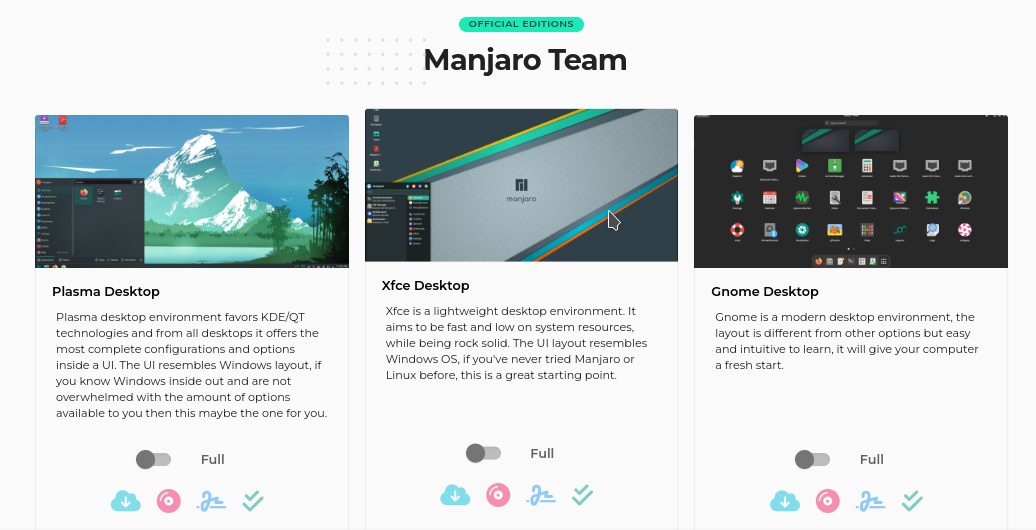 OFFICIAL EDITIONS
Manjaro Team
manjaro
Plasma Desktop
Plasma desktop environment favors KDE/QT
technologies and from all desktops it offers the
most complete configurations and options
inside a UI. The UI resembles Windows layout, if
you know Windows inside out and are not
overwhelmed with the amount of options
available to you then this maybe the one for you.
Full
Xfce Desktop
Xfce is a lightweight desktop environment. It
aims to be fast and low on system resources,
while being rock solid. The UI layout resembles
Windows OS, if you've never tried Manjaro or
Linux before, this is a great starting point.
Full
Gnome Desktop
Gnome is a modern desktop environment, the
layout is different from other options but easy
and intuitive to learn, it will give your computer
a fresh start.
Full